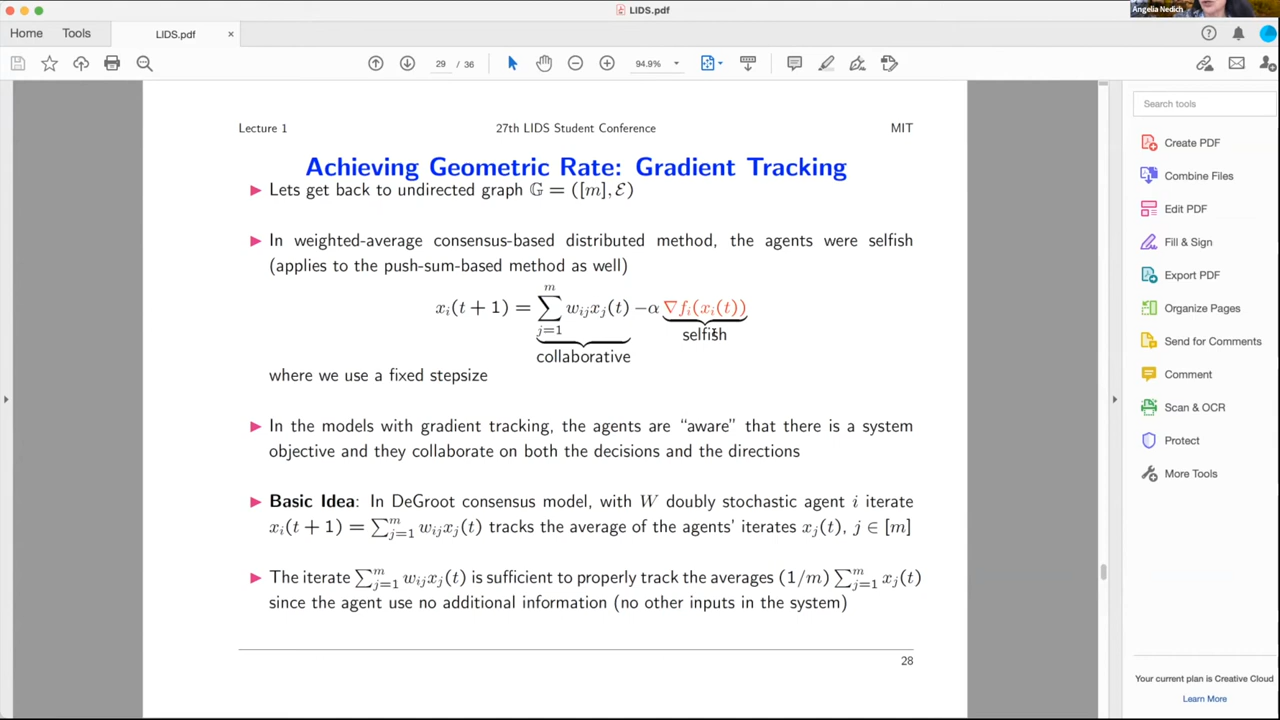 LIDS.pdf
Angelia Nedich
Home
Tools
LIDS.pdf
×
29 / 36
94.9%
Search tools
Create PDF
Combine Files
Edit PDF
Fill & Sign
Export PDF
Organize Pages
Send for Comments
Comment
Scan & OCR
Protect
More Tools
Your current plan is Creative Cloud
Learn More
Lecture 1 27th LIDS Student Conference MIT
Achieving Geometric Rate: Gradient Tracking
▶ Lets get back to undirected graph 𝔾 = ([m], ℰ)
▶ In weighted-average consensus-based distributed method, the agents were selfish
(applies to the push-sum-based method as well)
x_i(t + 1) = ∑_{j=1}^{m} w_{ij}x_j(t) −α ∇f_i(x_i(t))
selfish
collaborative
where we use a fixed stepsize
▶ In the models with gradient tracking, the agents are “aware” that there is a system
objective and they collaborate on both the decisions and the directions
▶ Basic Idea: In DeGroot consensus model, with W doubly stochastic agent i iterate
x_i(t + 1) = ∑_{j=1}^{m} w_{ij}x_j(t) tracks the average of the agents’ iterates x_j(t), j ∈ [m]
▶ The iterate ∑_{j=1}^{m} w_{ij}x_j(t) is sufficient to properly track the averages (1/m) ∑_{j=1}^{m} x_j(t)
since the agent use no additional information (no other inputs in the system)
28